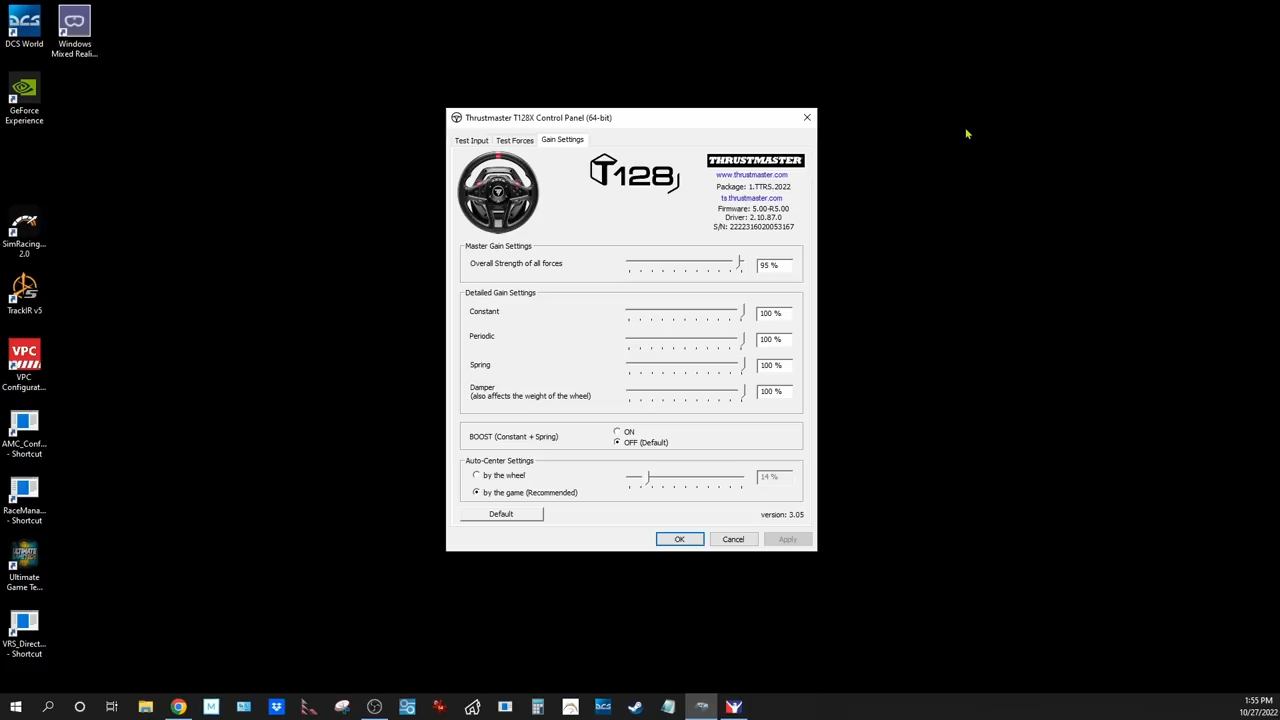 DCS World
Windows
Mixed Reali...
GeForce
Experience
SimRacing...
2.0
TrackIR v5
VPC
VPC
Configurat...
AMC_Conf...
- Shortcut
RaceMana...
- Shortcut
Ultimate
Game Te...
VRS_Direct...
- Shortcut
Thrustmaster T128X Control Panel (64-bit)
Test Input
Test Forces
Gain Settings
T128
THRUSTMASTER
www.thrustmaster.com
Package: 1.TTRS.2022
ts.thrustmaster.com
Firmware: 5.00-R5.00
Driver: 2.10.87.0
S/N: 2222316020053167
Master Gain Settings
Overall Strength of all forces
95 %
Detailed Gain Settings
Constant
100 %
Periodic
100 %
Spring
100 %
Damper
(also affects the weight of the wheel)
100 %
BOOST (Constant + Spring)
ON
OFF (Default)
Auto-Center Settings
by the wheel
14 %
by the game (Recommended)
Default
version: 3.05
OK
Cancel
Apply
1:55 PM
10/27/2022